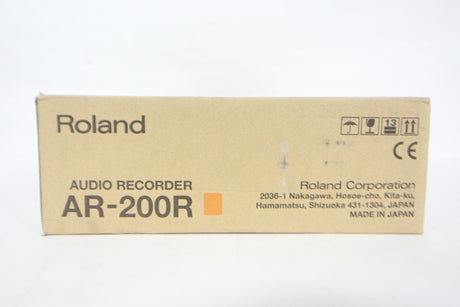 Roland
13
CE
AUDIO RECORDER
AR-200R
Roland Corporation
2036-1 Nakagawa, Hosoe-cho, Kita-ku,
Hamamatsu, Shizuoka 431-1304, JAPAN
MADE IN JAPAN